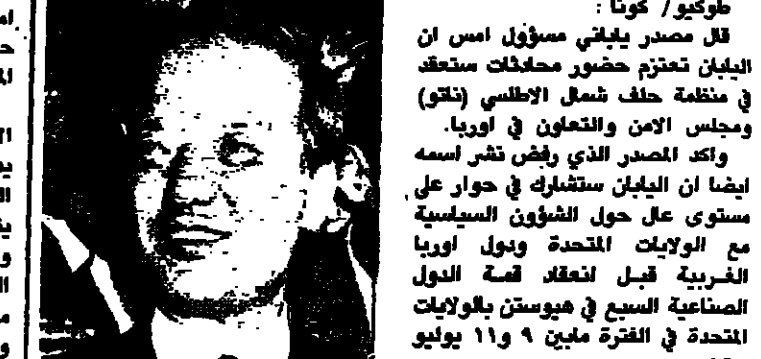 طوكيو/ كونا :
قال مصدر ياباني مسؤول امس ان
اليابان تعتزم حضور محادثات ستعقد
في منظمة حلف شمال الاطلسي (ناتو)
ومجلس الامن والتعاون في اوربا.
واكد المصدر الذي رفض نشر اسمه
ايضا ان اليابان ستشارك في حوار على
مستوى عال حول الشؤون السياسية
مع الولايات المتحدة ودول اوربا
الغربية قبل انعقاد قمة الدول
الصناعية السبع في هيوستن بالولايات
المتحدة في الفترة مابين ٩ و١١ يوليو